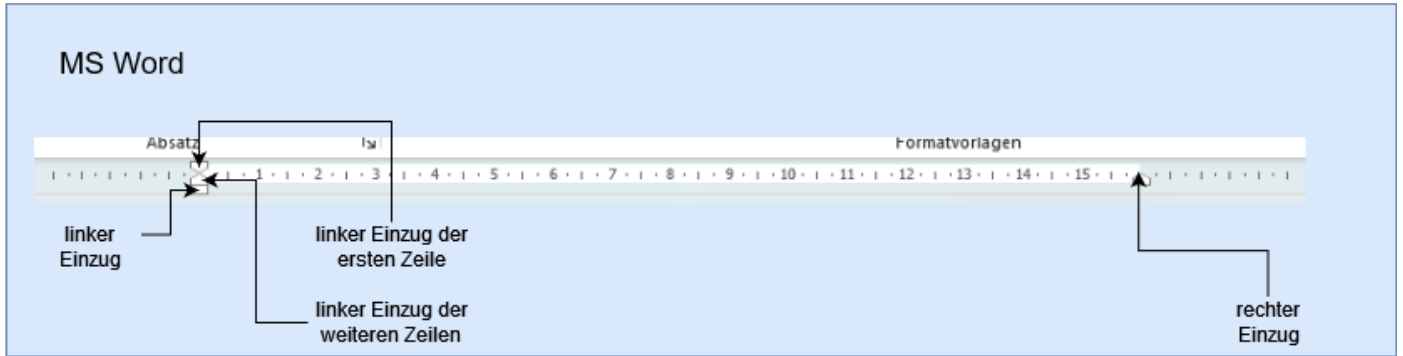 MS Word
Absatz Formatvorlagen
1 2 3 4 5 6 7 8 9 10 11 12 13 14 15
linker
Einzug
linker Einzug der
ersten Zeile
linker Einzug der
weiteren Zeilen
rechter
Einzug